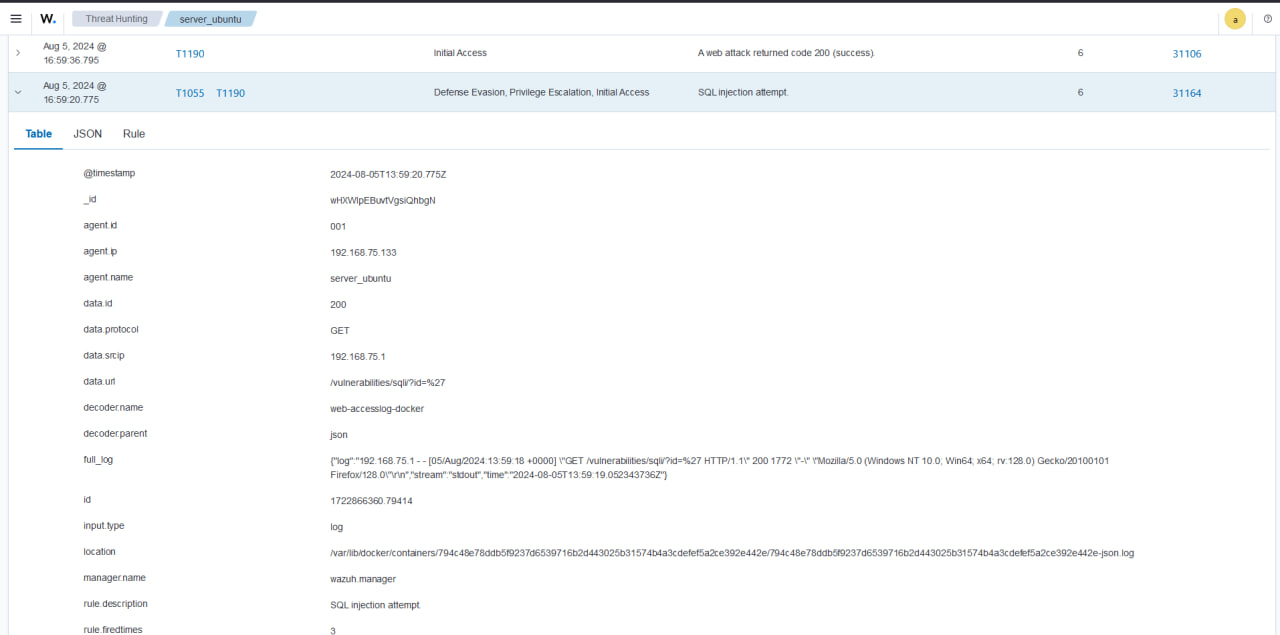 W.
Threat Hunting
server_ubuntu
a
Aug 5, 2024 @
16:59:36.795
T1190
Initial Access
A web attack returned code 200 (success).
6
31106
Aug 5, 2024 @
16:59:20.775
T1055 T1190
Defense Evasion, Privilege Escalation, Initial Access
SQL injection attempt.
6
31164
Table JSON Rule
@timestamp 2024-08-05T13:59:20.775Z
_id wHXWlpEBuvfVgsiQhbgN
agent.id 001
agent.ip 192.168.75.133
agent.name server_ubuntu
data.id 200
data.protocol GET
data.srcip 192.168.75.1
data.url /vulnerabilities/sqli/?id=%27
decoder.name web-accesslog-docker
decoder.parent json
full_log {"log":"192.168.75.1 - - [05/Aug/2024:13:59:18 +0000] \"GET /vulnerabilities/sqli/?id=%27 HTTP/1.1\" 200 1772 \"-\" \"Mozilla/5.0 (Windows NT 10.0; Win64; x64; rv:128.0) Gecko/20100101
Firefox/128.0\"\r\n","stream":"stdout","time":"2024-08-05T13:59:19.052343736Z"}
id 1722866360.79414
input.type log
location /var/lib/docker/containers/794c48e78ddb5f9237d6539716b2d443025b31574b4a3cdefef5a2ce392e442e/794c48e78ddb5f9237d6539716b2d443025b31574b4a3cdefef5a2ce392e442e-json.log
manager.name wazuh.manager
rule.description SQL injection attempt.
rule.firedtimes 3